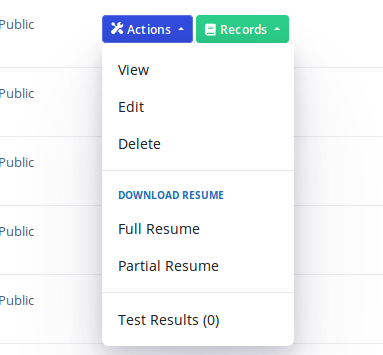 Public
Actions
Records
View
Public
Edit
Delete
Public
DOWNLOAD RESUME
Full Resume
Public
Partial Resume
Public
Test Results (0)